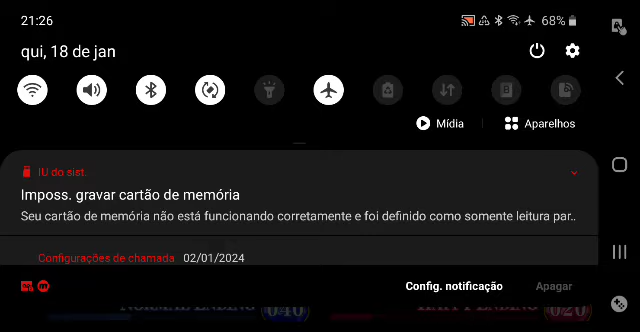 21:26
68%
qui, 18 de jan
Mídia
Aparelhos
IU do sist.
Imposs. gravar cartão de memória
Seu cartão de memória não está funcionando corretamente e foi definido como somente leitura par..
Configurações de chamada 02/01/2024
Config. notificação
Apagar